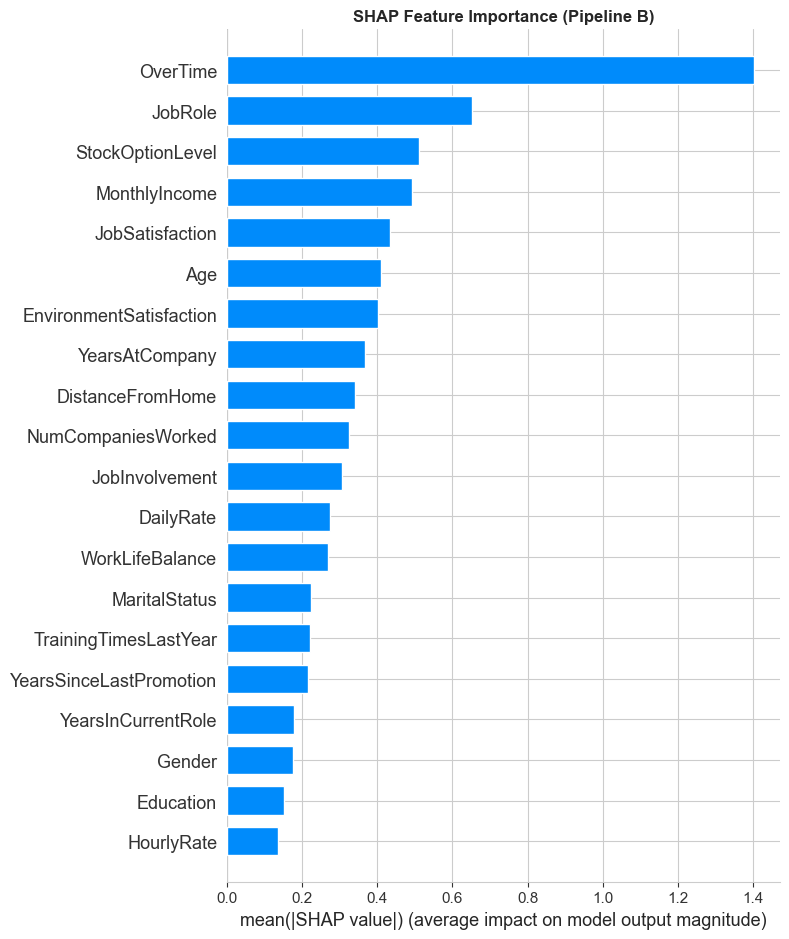 SHAP Feature Importance (Pipeline B)
OverTime
JobRole
StockOptionLevel
MonthlyIncome
JobSatisfaction
Age
EnvironmentSatisfaction
YearsAtCompany
DistanceFromHome
NumCompaniesWorked
JobInvolvement
DailyRate
WorkLifeBalance
MaritalStatus
TrainingTimesLastYear
YearsSinceLastPromotion
YearsInCurrentRole
Gender
Education
HourlyRate
0.0 0.2 0.4 0.6 0.8 1.0 1.2 1.4
mean(|SHAP value|) (average impact on model output magnitude)